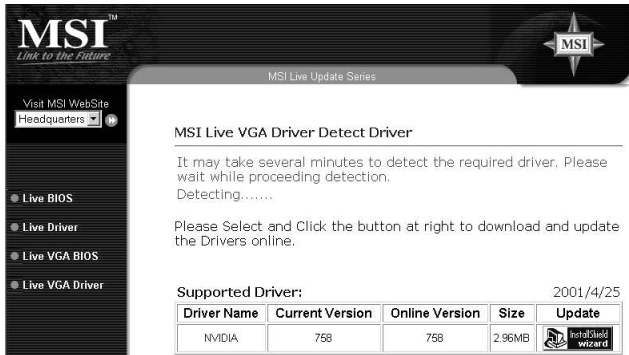 MSI™
Link to the Future
MSI
MSI Live Update Series
Visit MSI WebSite
Headquarters
Live BIOS
Live Driver
Live VGA BIOS
Live VGA Driver
MSI Live VGA Driver Detect Driver
It may take several minutes to detect the required driver. Please
wait while proceeding detection.
Detecting.......
Please Select and Click the button at right to download and update
the Drivers online.
Supported Driver: 2001/4/25
Driver Name Current Version Online Version Size Update
NVIDIA 758 758 2.96MB InstallShield
wizard